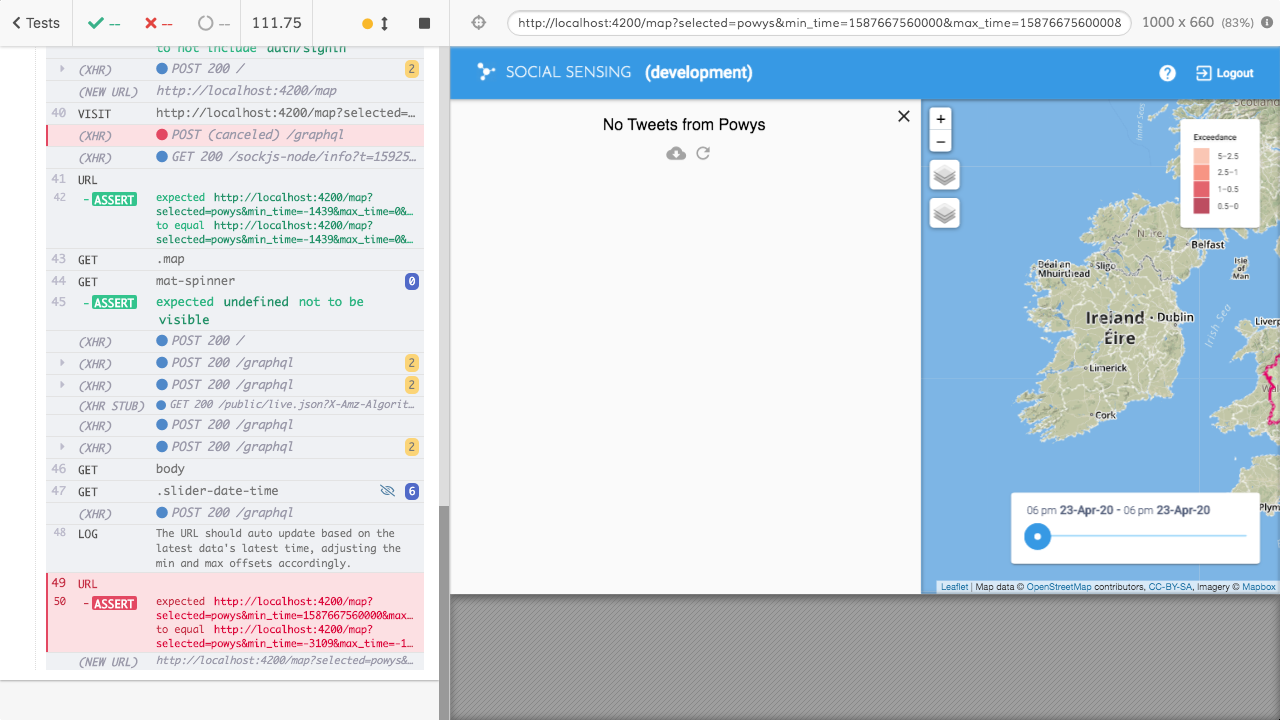 Tests
--
--
--
111.75
http://localhost:4200/map?selected=powys&min_time=1587667560000&max_time=1587667560000&
1000 x 660 (83%)
to not include auth/signin
(XHR) POST 200 / 2
(NEW URL) http://localhost:4200/map
40 VISIT http://localhost:4200/map?selected=…
(XHR) POST (canceled) /graphql
(XHR) GET 200 /sockjs-node/info?t=15925…
41 URL
42 -ASSERT expected http://localhost:4200/map?
selected=powys&min_time=-1439&max_time=0&…
to equal http://localhost:4200/map?
selected=powys&min_time=-1439&max_time=0&…
43 GET .map
44 GET mat-spinner 0
45 -ASSERT expected undefined not to be
visible
(XHR) POST 200 /
(XHR) POST 200 /graphql 2
(XHR) POST 200 /graphql 2
(XHR STUB) GET 200 /public/live.json?X-Amz-Algorit…
(XHR) POST 200 /graphql
(XHR) POST 200 /graphql 2
46 GET body
47 GET .slider-date-time 6
(XHR) POST 200 /graphql
48 LOG The URL should auto update based on the
latest data's latest time, adjusting the
min and max offsets accordingly.
49 URL
50 -ASSERT expected http://localhost:4200/map?
selected=powys&min_time=1587667560000&max…
to equal http://localhost:4200/map?
selected=powys&min_time=-3109&max_time=-1…
(NEW URL) http://localhost:4200/map?selected=powys&…
SOCIAL SENSING (development)
? Logout
No Tweets from Powys
+
−
Inner Seas
Exceedance
5-2.5
2.5-1
1-0.5
0.5-0
Belfast
Isle
of
Man
Sligo
Ireland
Éire
Dublin
Irish Sea
Liverp
Limerick
Cork
Plym
06 pm 23-Apr-20 - 06 pm 23-Apr-20
Leaflet | Map data © OpenStreetMap contributors, CC-BY-SA, Imagery © Mapbox